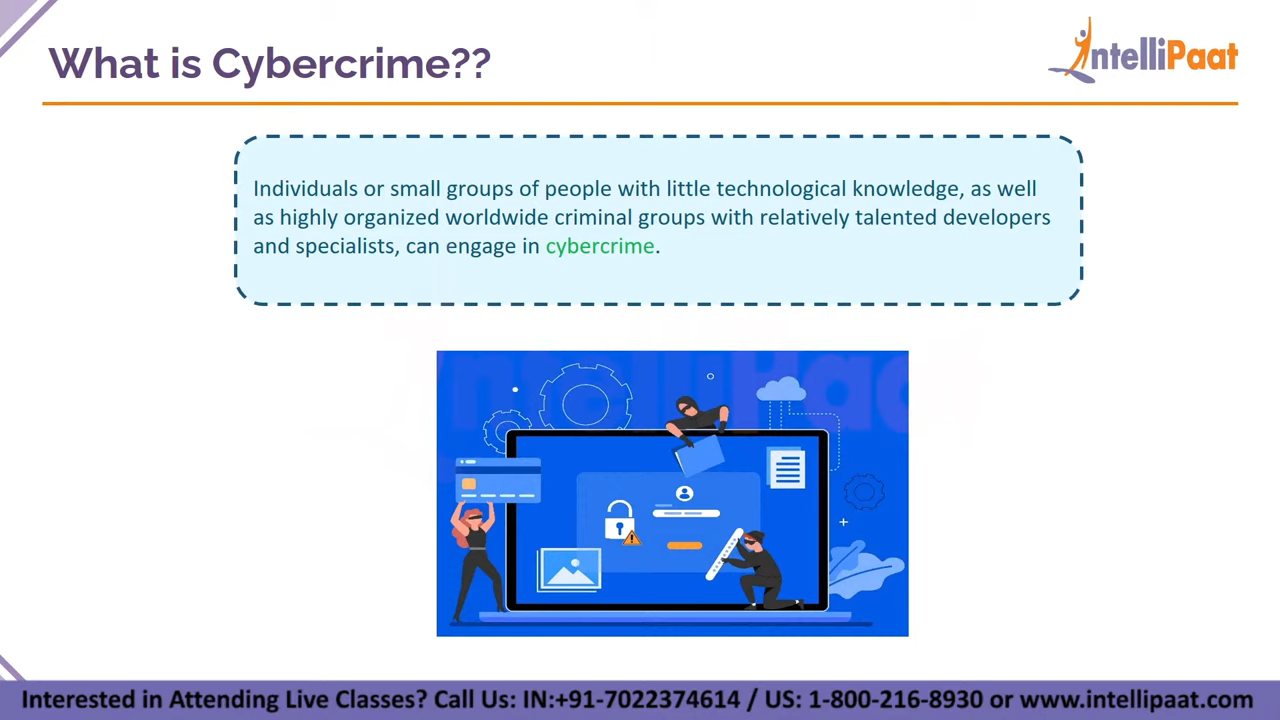 What is Cybercrime??
IntelliPaat
Individuals or small groups of people with little technological knowledge, as well
as highly organized worldwide criminal groups with relatively talented developers
and specialists, can engage in cybercrime.
Interested in Attending Live Classes? Call Us: IN:+91-7022374614 / US: 1-800-216-8930 or www.intellipaat.com